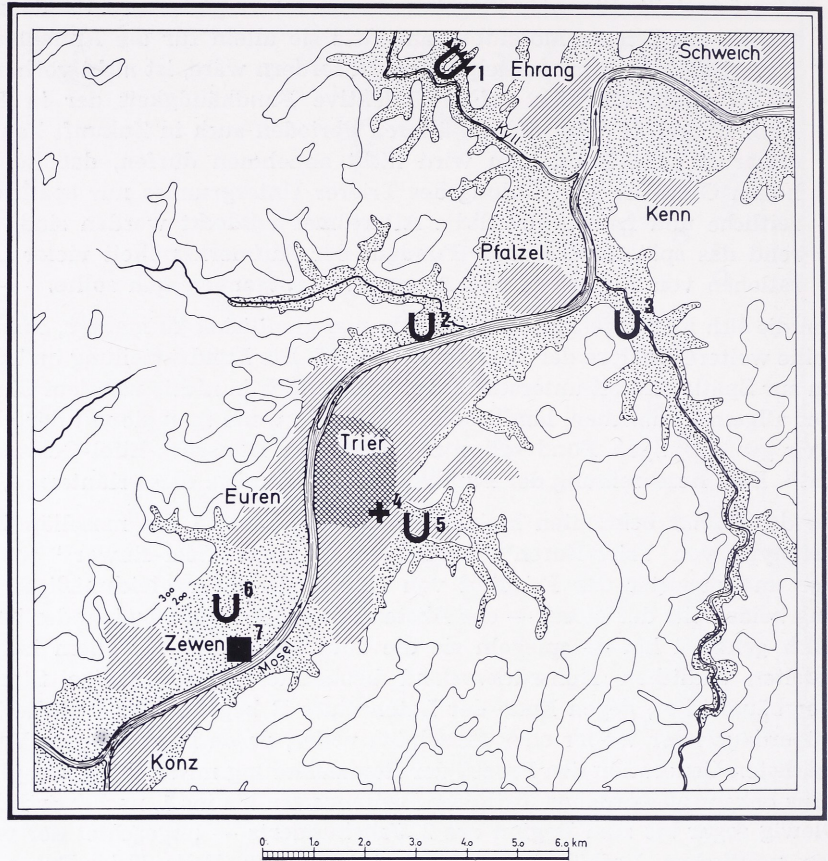 Schweich
1
Ehrang
Kyll
Kenn
Pfalzel
2
3
Trier
Euren
4
5
300
200
6
7
Zewen
Mosel
Konz
0. 1.0 2.0 3.0 4.0 5.0 6.0 km